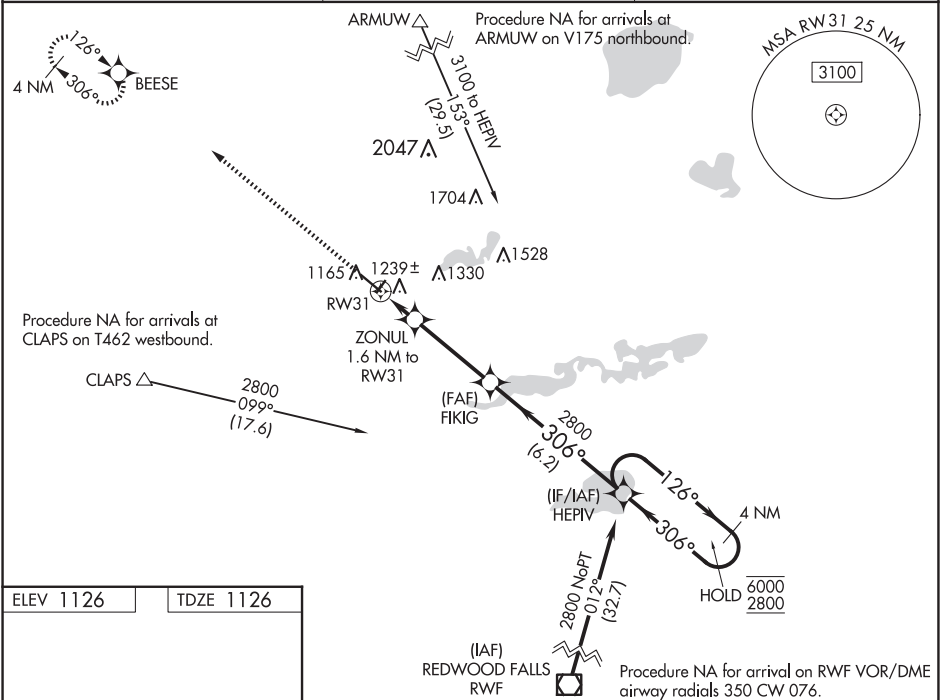 ARMUW
Procedure NA for arrivals at
ARMUW on V175 northbound.
MSA RW31 25 NM
3100
126°
4 NM
306°
BEESE
3100 to HEPIV
153°
(29.5)
2047
1704
1528
1165
1239±
1330
RW31
ZONUL
1.6 NM to
RW31
Procedure NA for arrivals at
CLAPS on T462 westbound.
CLAPS
2800
099°
(17.6)
(FAF)
FIKIG
2800
306°
(6.2)
(IF/IAF)
HEPIV
126°
4 NM
306°
HOLD
6000
2800
2800 NoPT
012°
(32.7)
ELEV 1126
TDZE 1126
(IAF)
REDWOOD FALLS
RWF
Procedure NA for arrival on RWF VOR/DME
airway radials 350 CW 076.